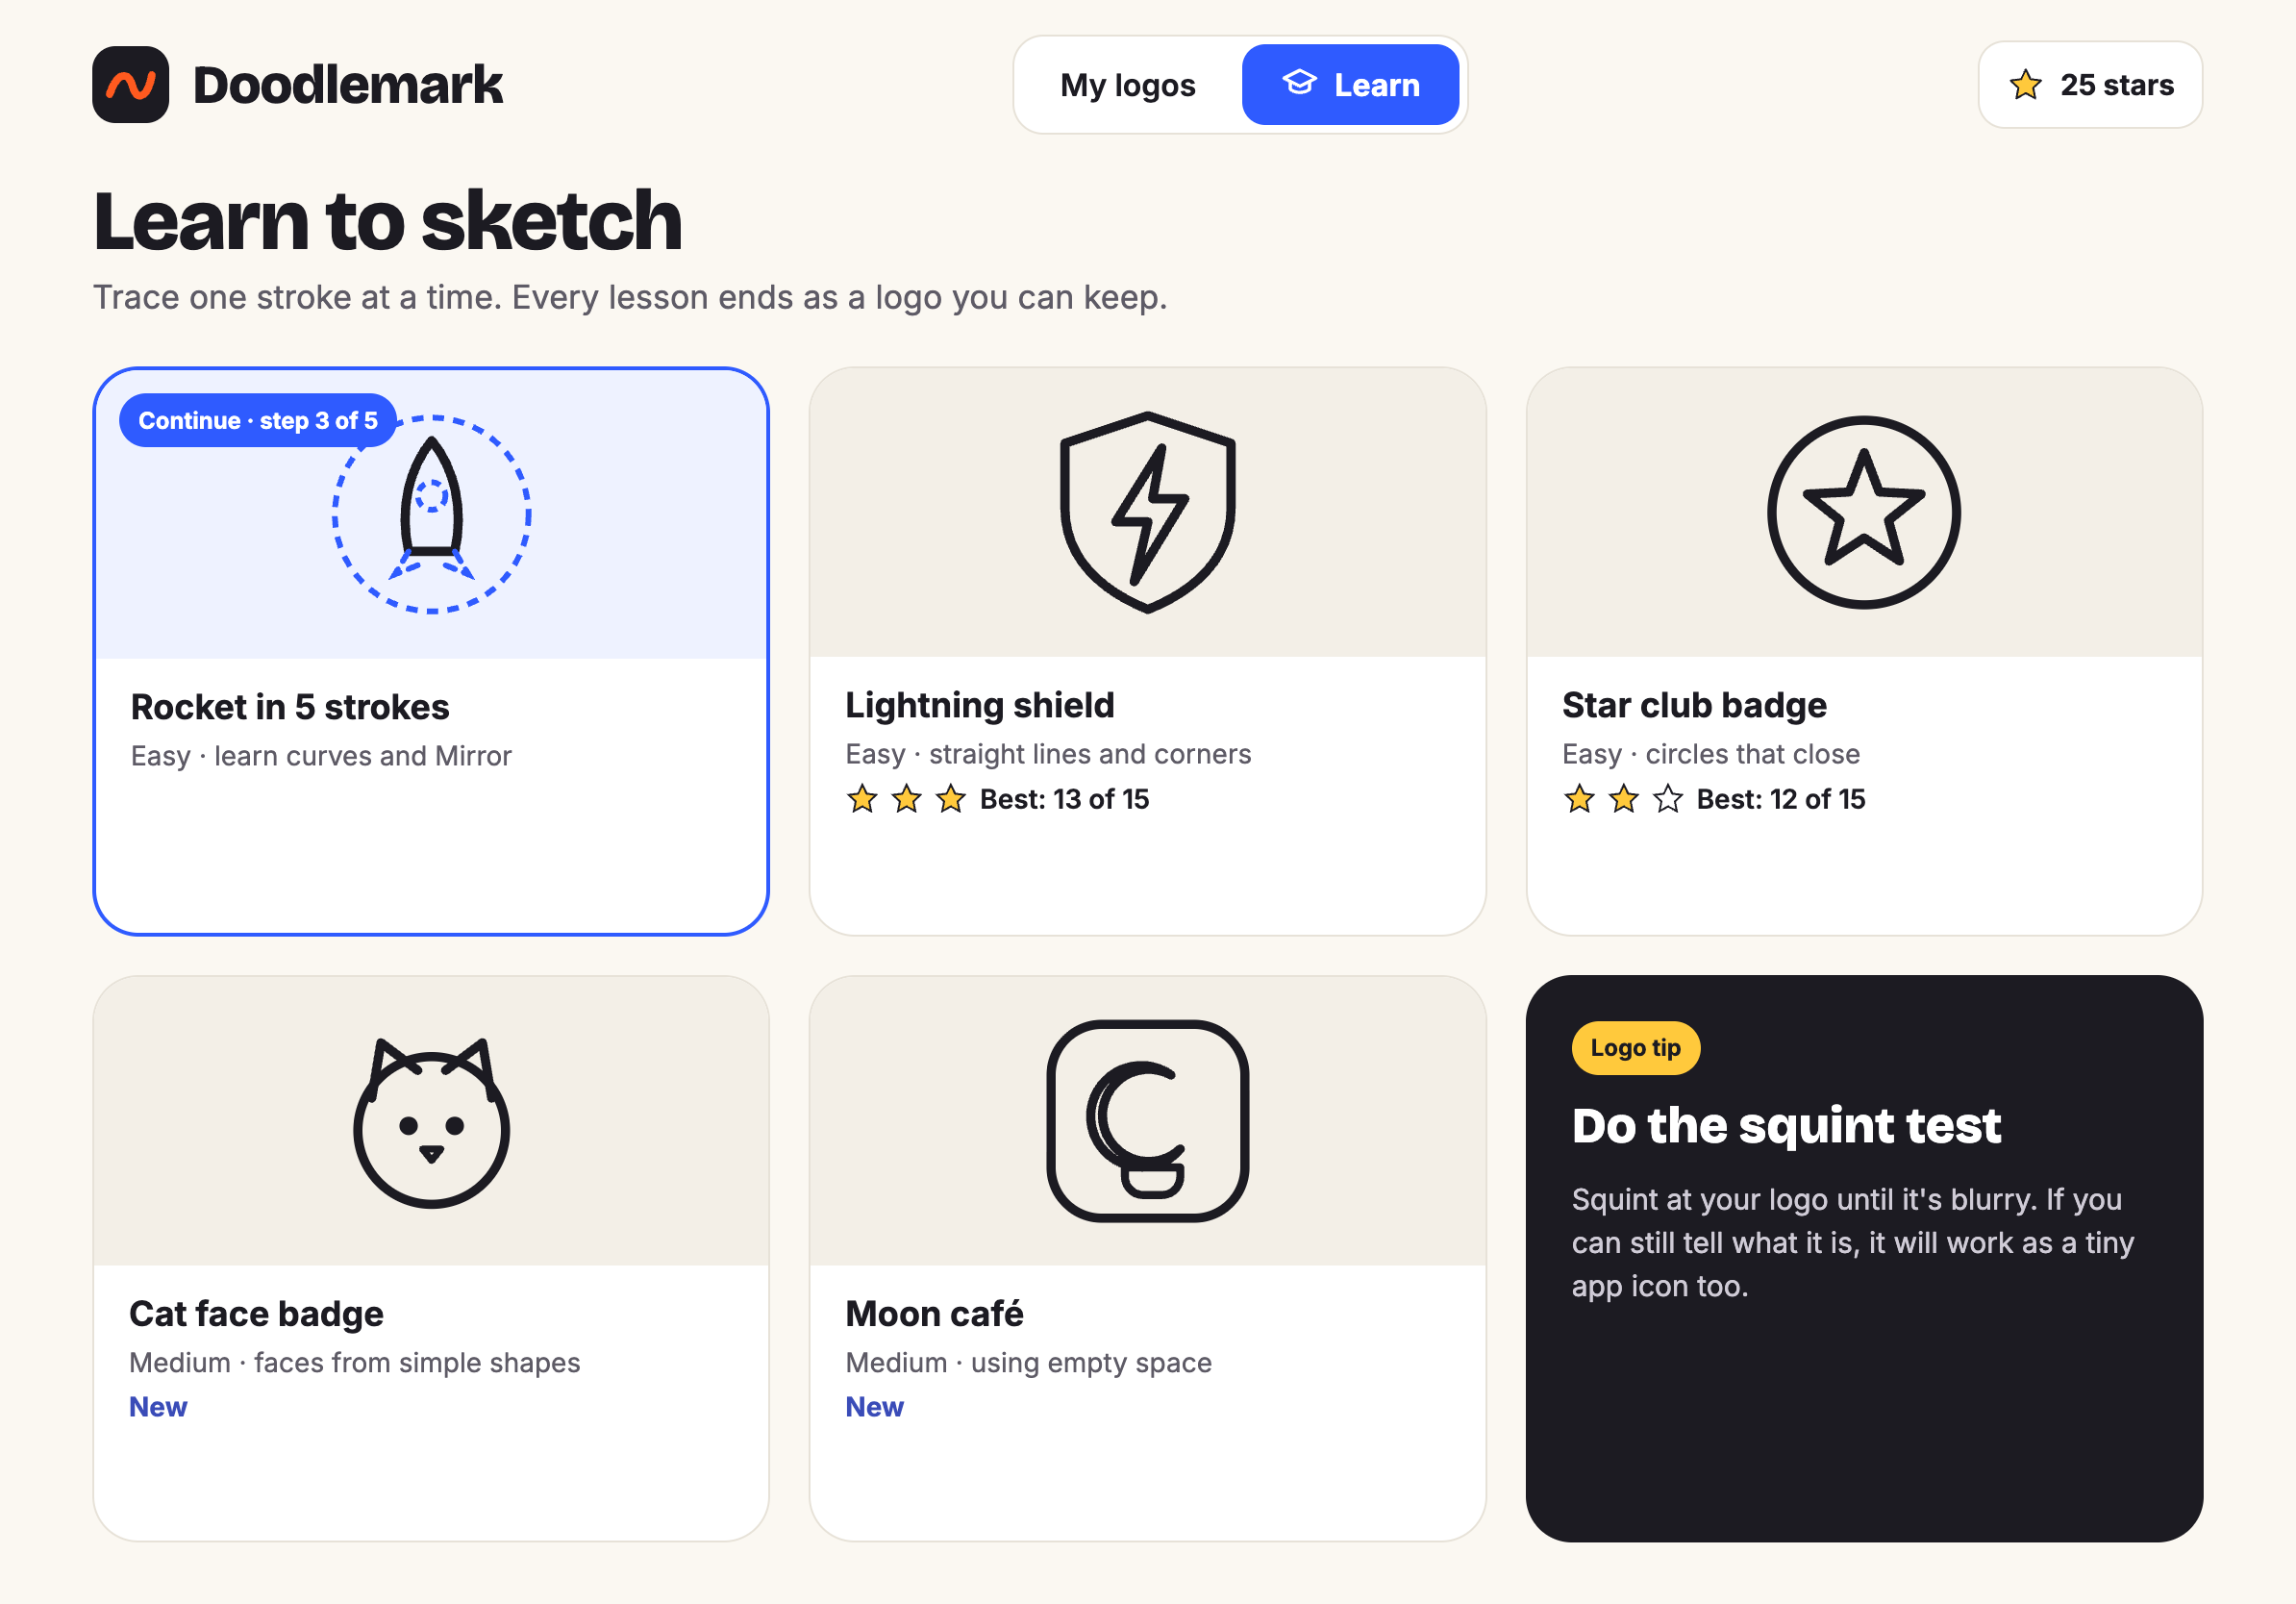 Doodlemark
My logos
Learn
25 stars
Learn to sketch
Trace one stroke at a time. Every lesson ends as a logo you can keep.
Continue · step 3 of 5
Rocket in 5 strokes
Easy · learn curves and Mirror
Lightning shield
Easy · straight lines and corners
Best: 13 of 15
Star club badge
Easy · circles that close
Best: 12 of 15
Cat face badge
Medium · faces from simple shapes
New
Moon café
Medium · using empty space
New
Logo tip
Do the squint test
Squint at your logo until it's blurry. If you
can still tell what it is, it will work as a tiny
app icon too.